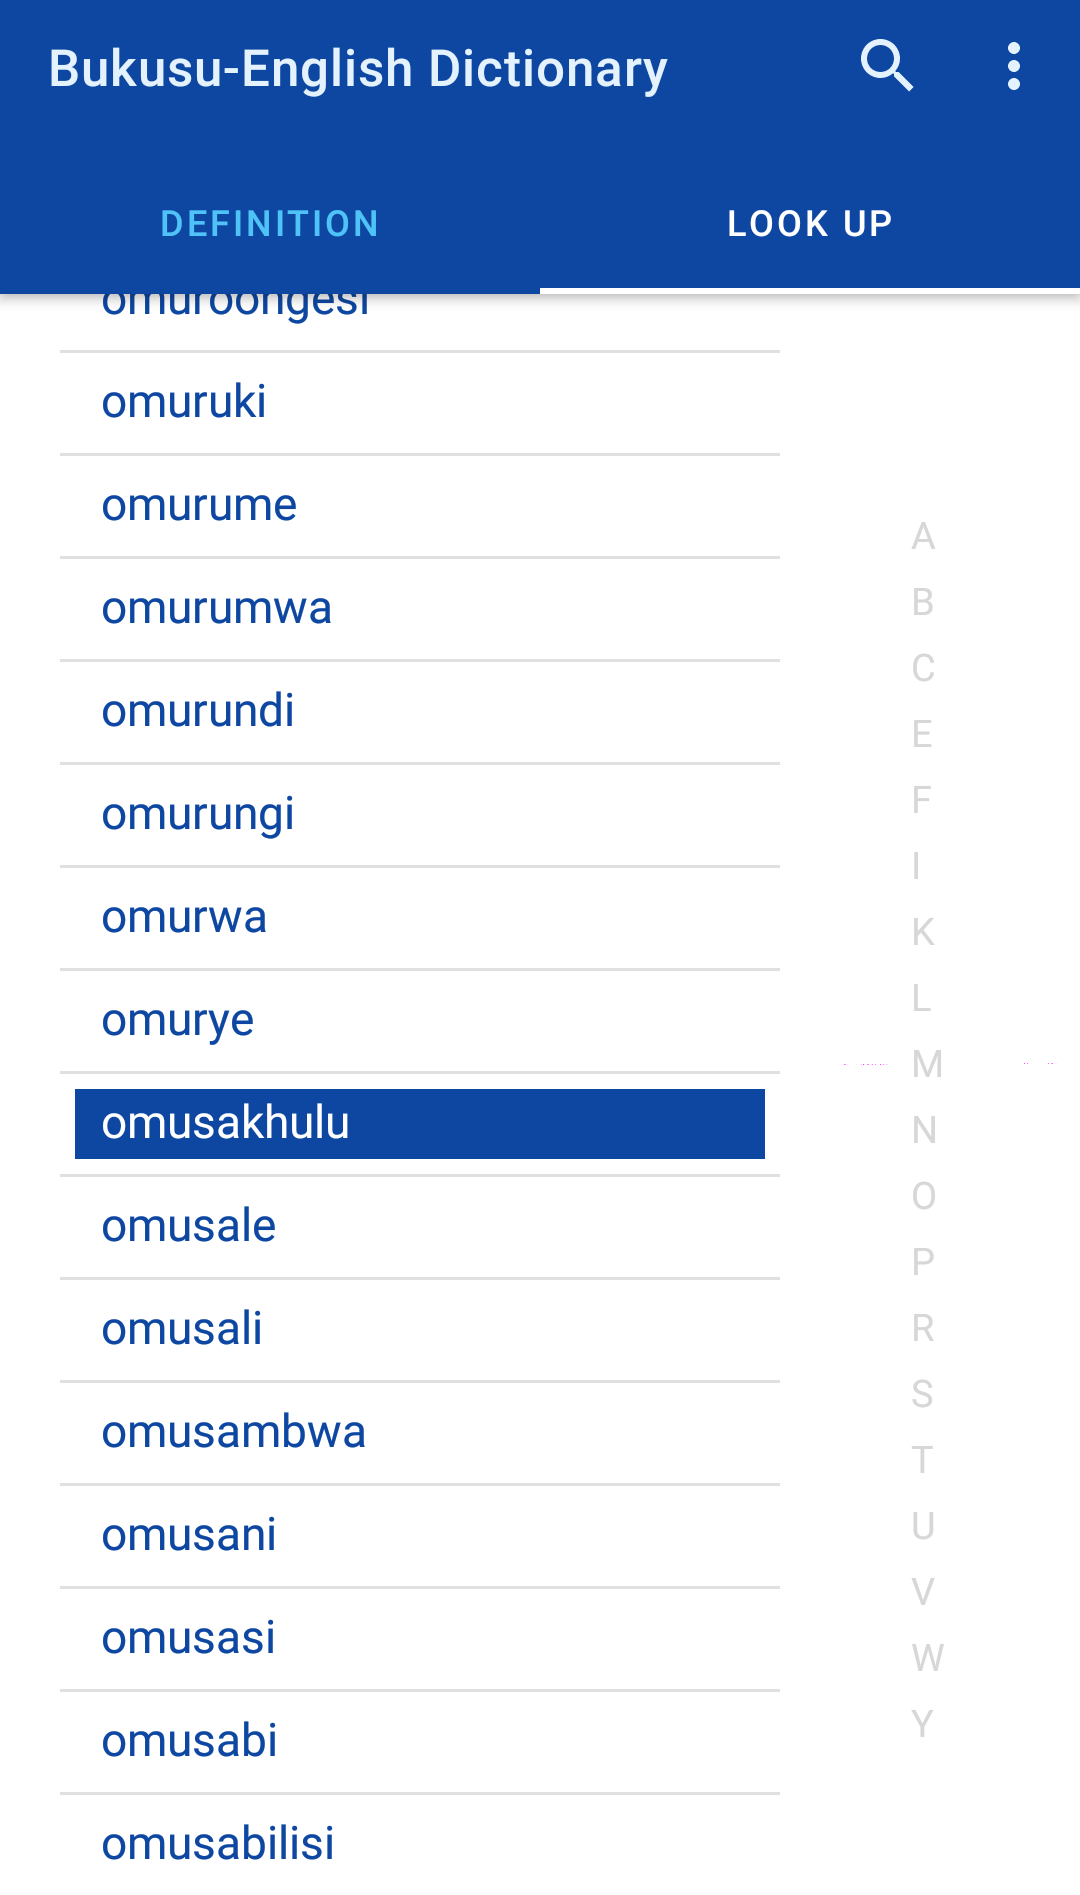 Bukusu-English Dictionary
DEFINITION
LOOK UP
omuroongesi
omuruki
omurume
omurumwa
omurundi
omurungi
omurwa
omurye
omusakhulu
omusale
omusali
omusambwa
omusani
omusasi
omusabi
omusabilisi
A
B
C
E
F
I
K
L
M
N
O
P
R
S
T
U
V
W
Y